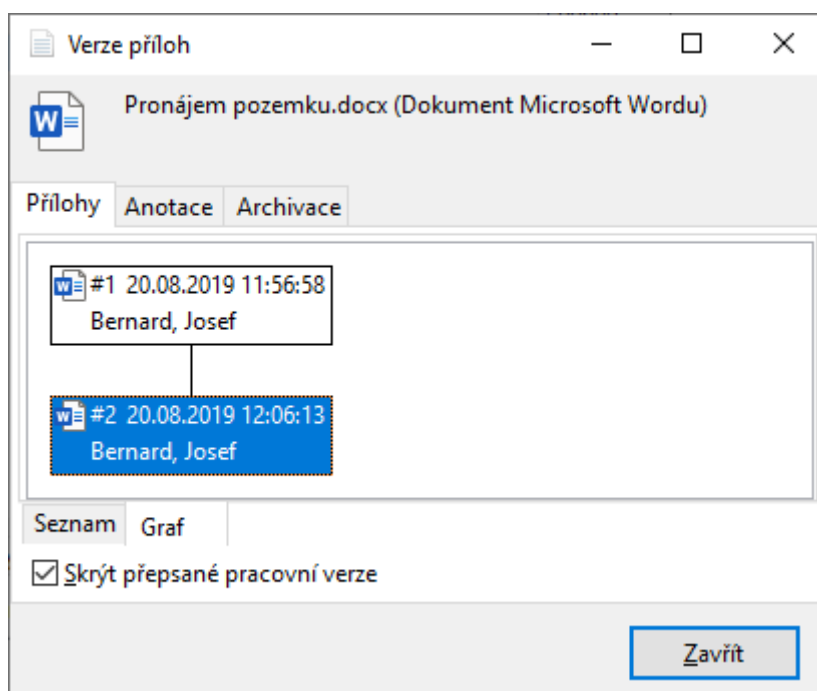 Verze příloh
Pronájem pozemku.docx (Dokument Microsoft Wordu)
Přílohy Anotace Archivace
#1 20.08.2019 11:56:58
Bernard, Josef
#2 20.08.2019 12:06:13
Bernard, Josef
Seznam Graf
Skrýt přepsané pracovní verze
Zavřít